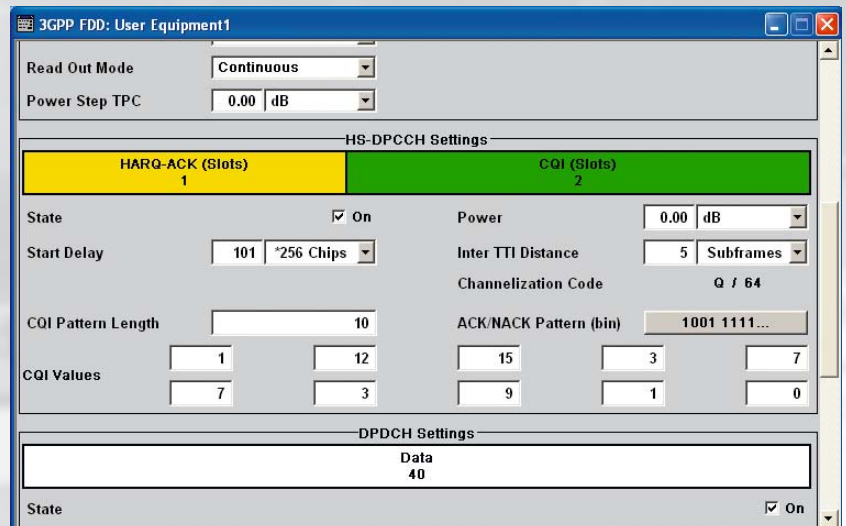 3GPP FDD: User Equipment1
Read Out Mode Continuous
Power Step TPC 0.00 dB
HS-DPCCH Settings
HARQ-ACK (Slots) CQI (Slots)
1 2
State On Power 0.00 dB
Start Delay 101 *256 Chips Inter TTI Distance 5 Subframes
Channelization Code Q / 64
CQI Pattern Length 10 ACK/NACK Pattern (bin) 1001 1111...
CQI Values
1 12 15 3 7
7 3 9 1 0
DPDCH Settings
Data
40
State On